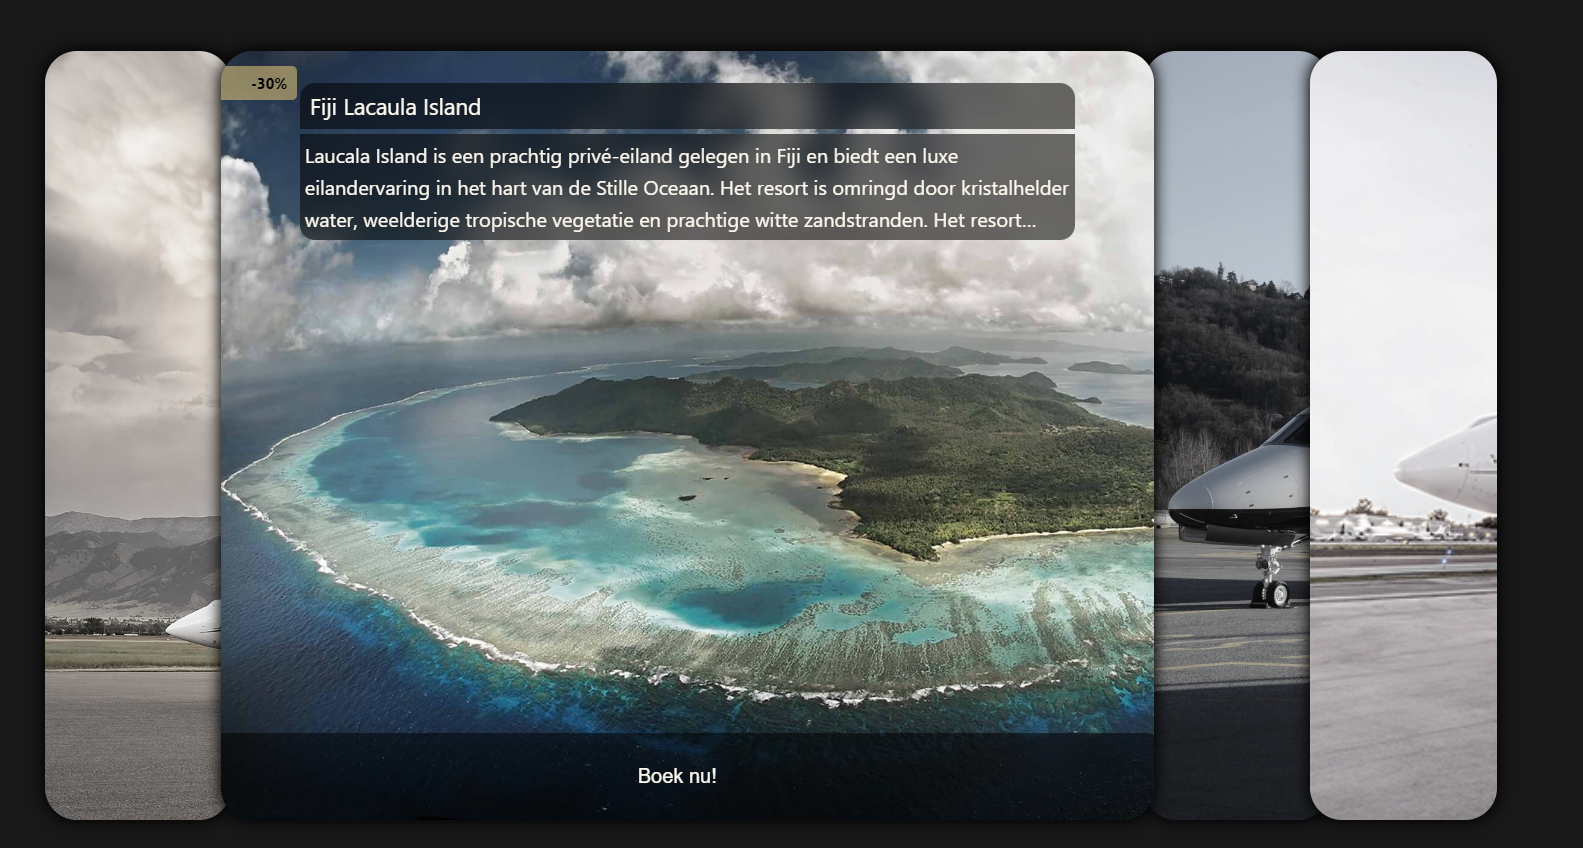 -30%
Fiji Lacaula Island
Laucala Island is een prachtig privé-eiland gelegen in Fiji en biedt een luxe
eilandervaring in het hart van de Stille Oceaan. Het resort is omringd door kristalhelder
water, weelderige tropische vegetatie en prachtige witte zandstranden. Het resort...
Boek nu!